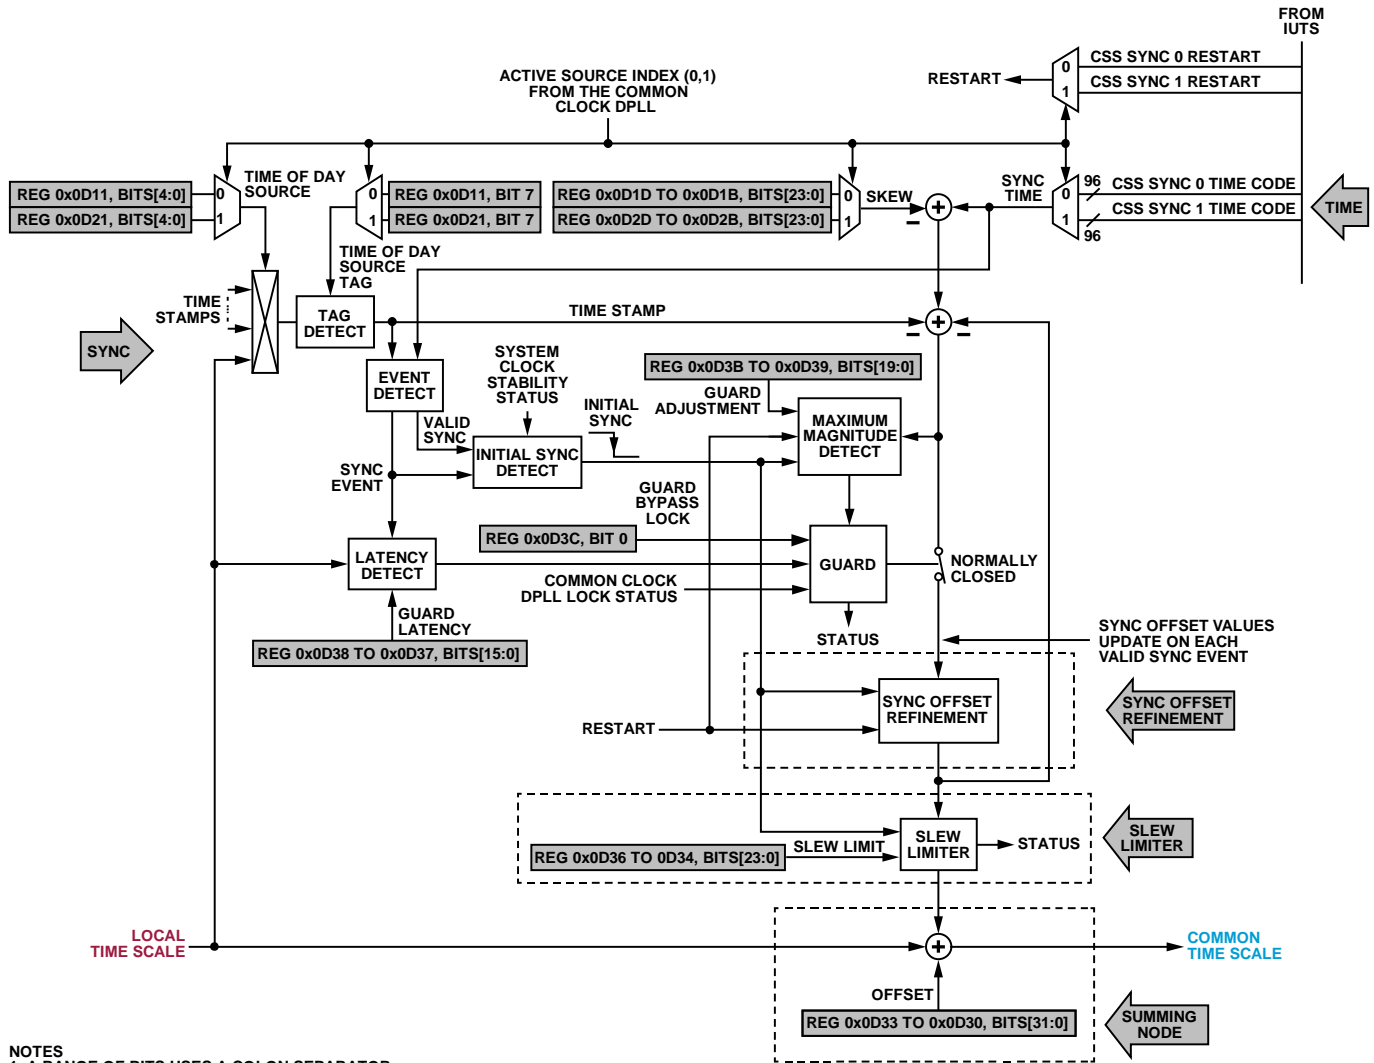 FROM
IUTS
CSS SYNC 0 RESTART
CSS SYNC 1 RESTART
RESTART
0
1
ACTIVE SOURCE INDEX (0,1)
FROM THE COMMON
CLOCK DPLL
REG 0x0D11, BITS[4:0]
REG 0x0D21, BITS[4:0]
0
1
TIME OF DAY
SOURCE
0
1
REG 0x0D11, BIT 7
REG 0x0D21, BIT 7
TIME OF DAY
SOURCE
TAG
REG 0x0D1D TO 0x0D1B, BITS[23:0]
REG 0x0D2D TO 0x0D2B, BITS[23:0]
0
1
SKEW
+
−
SYNC
TIME
0
1
96
96
CSS SYNC 0 TIME CODE
CSS SYNC 1 TIME CODE
TIME
TIME
STAMPS
SYNC
TAG
DETECT
TIME STAMP
+
−
−
EVENT
DETECT
SYSTEM
CLOCK
STABILITY
STATUS
VALID
SYNC
INITIAL
SYNC
INITIAL SYNC
DETECT
SYNC
EVENT
REG 0x0D3B TO 0x0D39, BITS[19:0]
GUARD
ADJUSTMENT
MAXIMUM
MAGNITUDE
DETECT
GUARD
BYPASS
LOCK
REG 0x0D3C, BIT 0
LATENCY
DETECT
COMMON CLOCK
DPLL LOCK STATUS
GUARD
STATUS
NORMALLY
CLOSED
GUARD
LATENCY
REG 0x0D38 TO 0x0D37, BITS[15:0]
SYNC OFFSET VALUES
UPDATE ON EACH
VALID SYNC EVENT
RESTART
SYNC OFFSET
REFINEMENT
SYNC OFFSET
REFINEMENT
REG 0x0D36 TO 0D34, BITS[23:0]
SLEW LIMIT
SLEW
LIMITER
STATUS
SLEW
LIMITER
LOCAL
TIME SCALE
+
COMMON
TIME SCALE
OFFSET
REG 0x0D33 TO 0x0D30, BITS[31:0]
SUMMING
NODE
NOTES